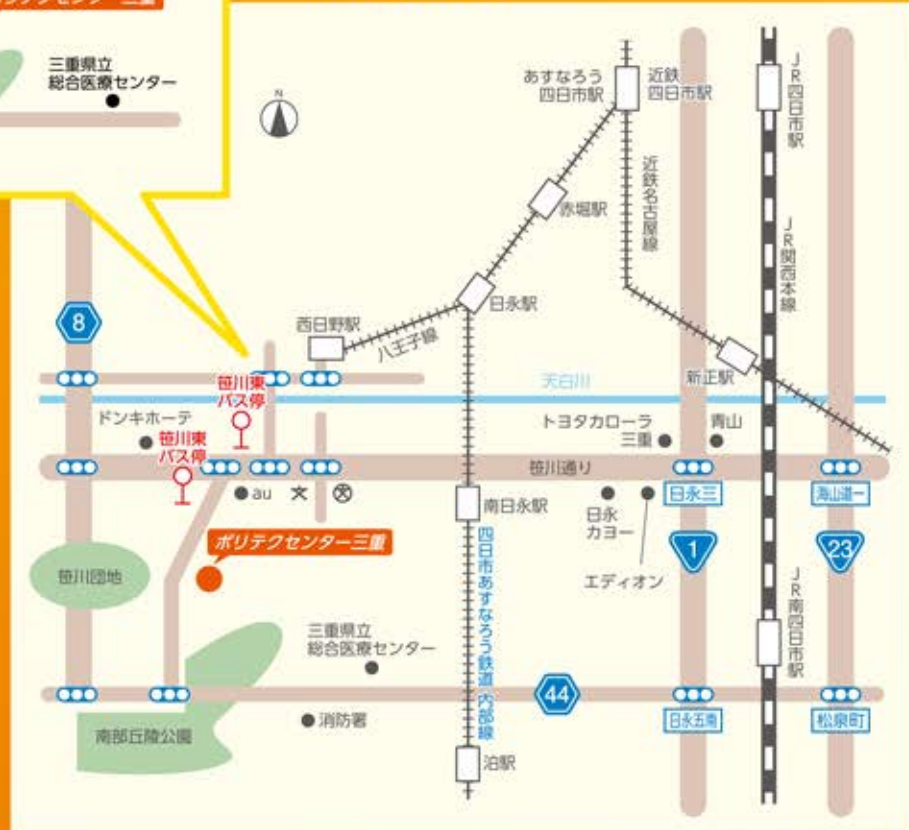 三重県立
総合医療センター
N
あすなろう
四日市駅
近鉄
四日市駅
JR四日市駅
赤堀駅
近鉄名古屋線
JR関西本線
日永駅
8
西日野駅
八王子線
新正駅
天白川
笹川東
バス停
ドンキホーテ
笹川東
バス停
トヨタカローラ
三重
青山
笹川通り
au
文
南日永駅
日永
カヨー
日永三
海山道一
エディオン
1
23
ポリテクセンター三重
笹川団地
四日市あすなろう鉄道 内部線
JR南四日市駅
三重県立
総合医療センター
44
消防署
南部丘陵公園
日永五南
松泉町
泊駅